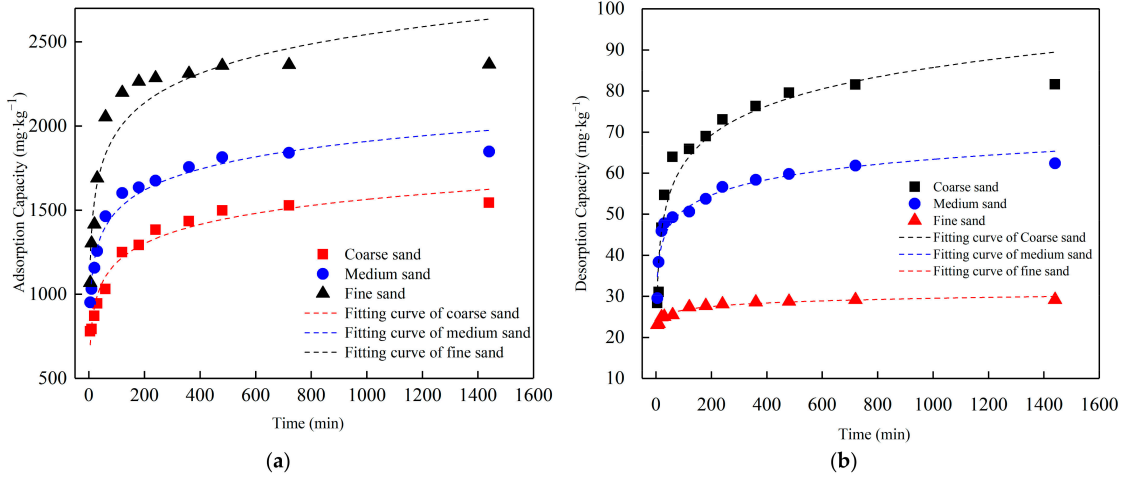 2500
2000
1500
1000
500
0 200 400 600 800 1000 1200 1400 1600
Adsorption Capacity (mg·kg⁻¹)
Time (min)
Coarse sand
Medium sand
Fine sand
Fitting curve of coarse sand
Fitting curve of medium sand
Fitting curve of fine sand
(a)
100
90
80
70
60
50
40
30
20
10
0 200 400 600 800 1000 1200 1400 1600
Desorption Capacity (mg·kg⁻¹)
Time (min)
Coarse sand
Medium sand
Fine sand
Fitting curve of Coarse sand
Fitting curve of medium sand
Fitting curve of fine sand
(b)